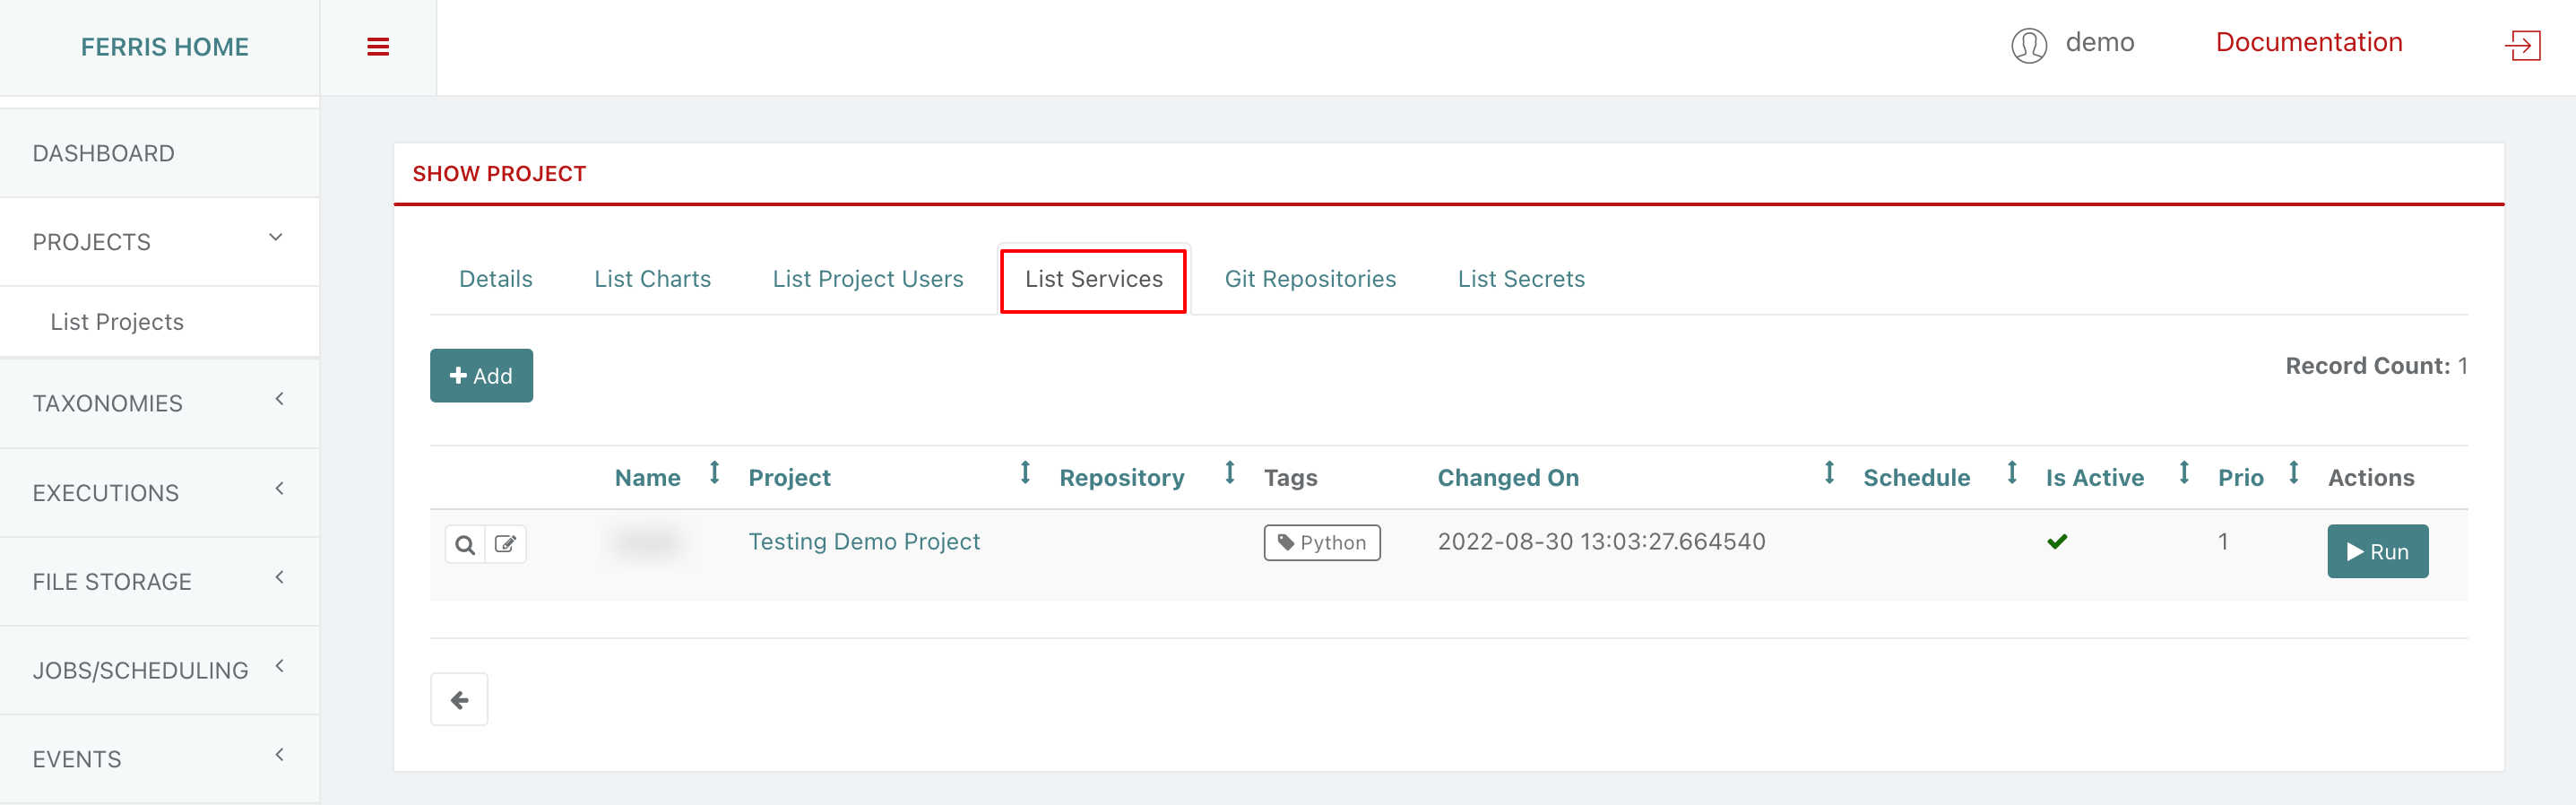 FERRIS HOME
demo
Documentation
DASHBOARD
PROJECTS
List Projects
TAXONOMIES
EXECUTIONS
FILE STORAGE
JOBS/SCHEDULING
EVENTS
SHOW PROJECT
Details List Charts List Project Users List Services Git Repositories List Secrets
Add
Record Count: 1
Name Project Repository Tags Changed On Schedule Is Active Prio Actions
Testing Demo Project Python 2022-08-30 13:03:27.664540 1 Run